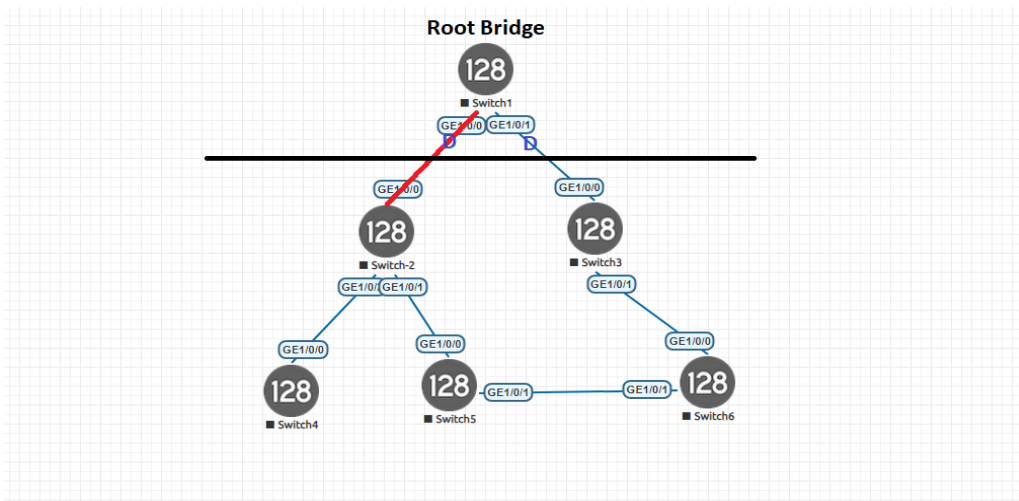 Root Bridge
128
Switch1
GE1/0/0 GE1/0/1
D D
GE1/0/0 GE1/0/0
128 128
Switch-2 Switch3
GE1/0/1 GE1/0/1
GE1/0/0 GE1/0/0 GE1/0/0
128 128 GE1/0/1 GE1/0/1 128
Switch4 Switch5 Switch6